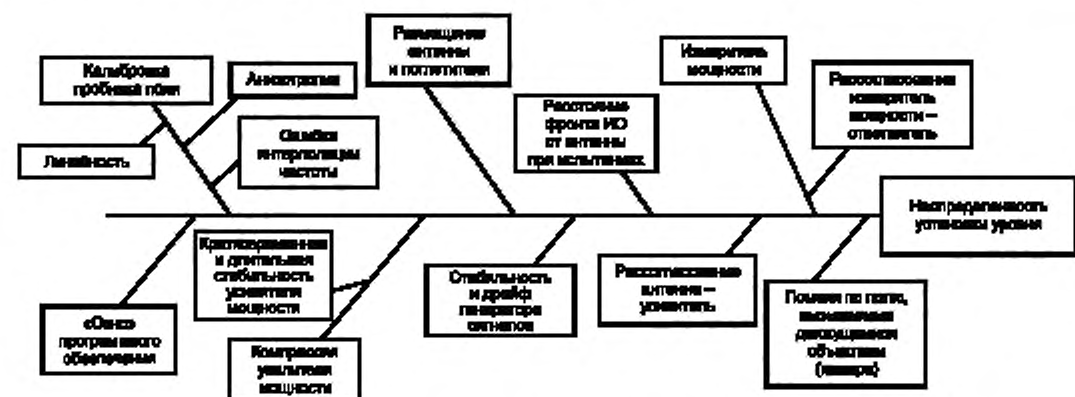 Размещение
антенны
и поглотителя
Измеритель
мощности
Калибровка
пробника поля
Анизотропия
Рассогласование
измеритель
мощности –
ответвитель
Расстояние
фронта ИО
от антенны
при испытаниях
Линейность
Ошибка
интерполяции
частоты
Неопределенность
установки уровня
Кратковременная
и длительная
стабильность
усилителя
мощности
Стабильность
и дрейф
генератора
сигналов
Рассогласование
антенна –
усилитель
Помехи по полю,
объектами
(камера)
«Окно»
программного
обеспечения
Компрессия
усилителя
мощности